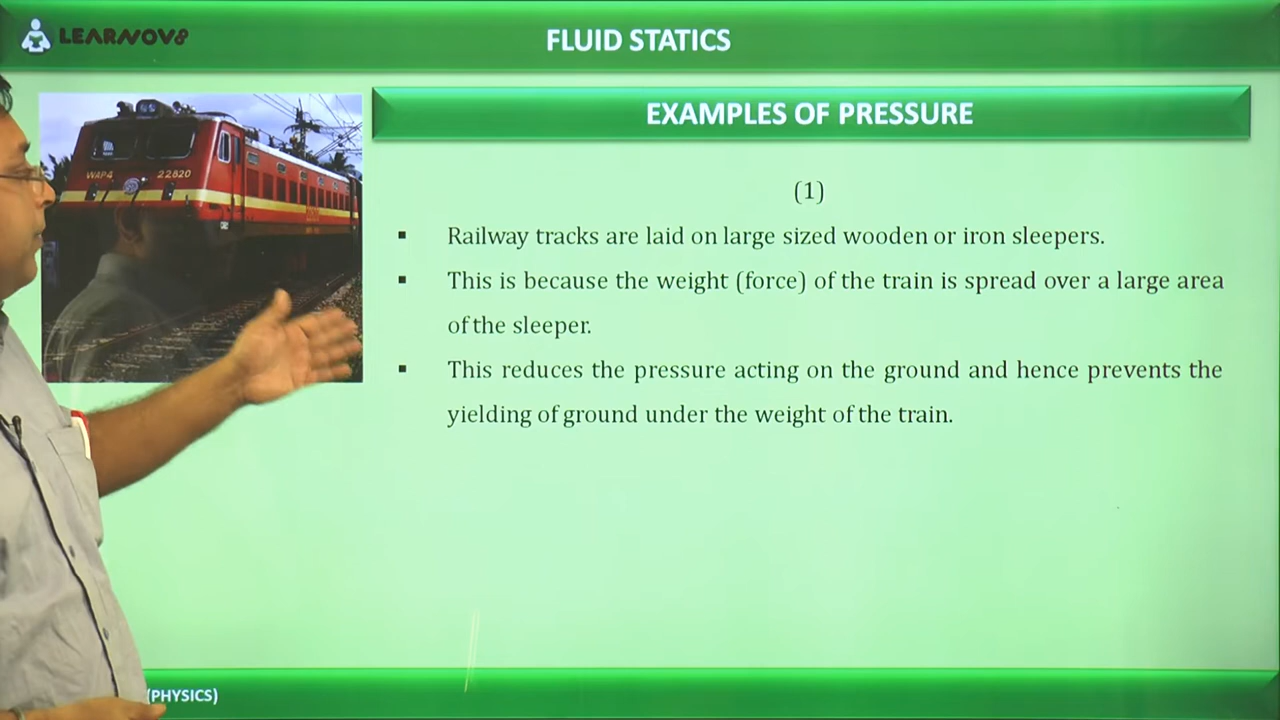 LEARNOV8
FLUID STATICS
EXAMPLES OF PRESSURE
WAP4 22820
(1)
▪ Railway tracks are laid on large sized wooden or iron sleepers.
▪ This is because the weight (force) of the train is spread over a large area
of the sleeper.
▪ This reduces the pressure acting on the ground and hence prevents the
yielding of ground under the weight of the train.
(PHYSICS)